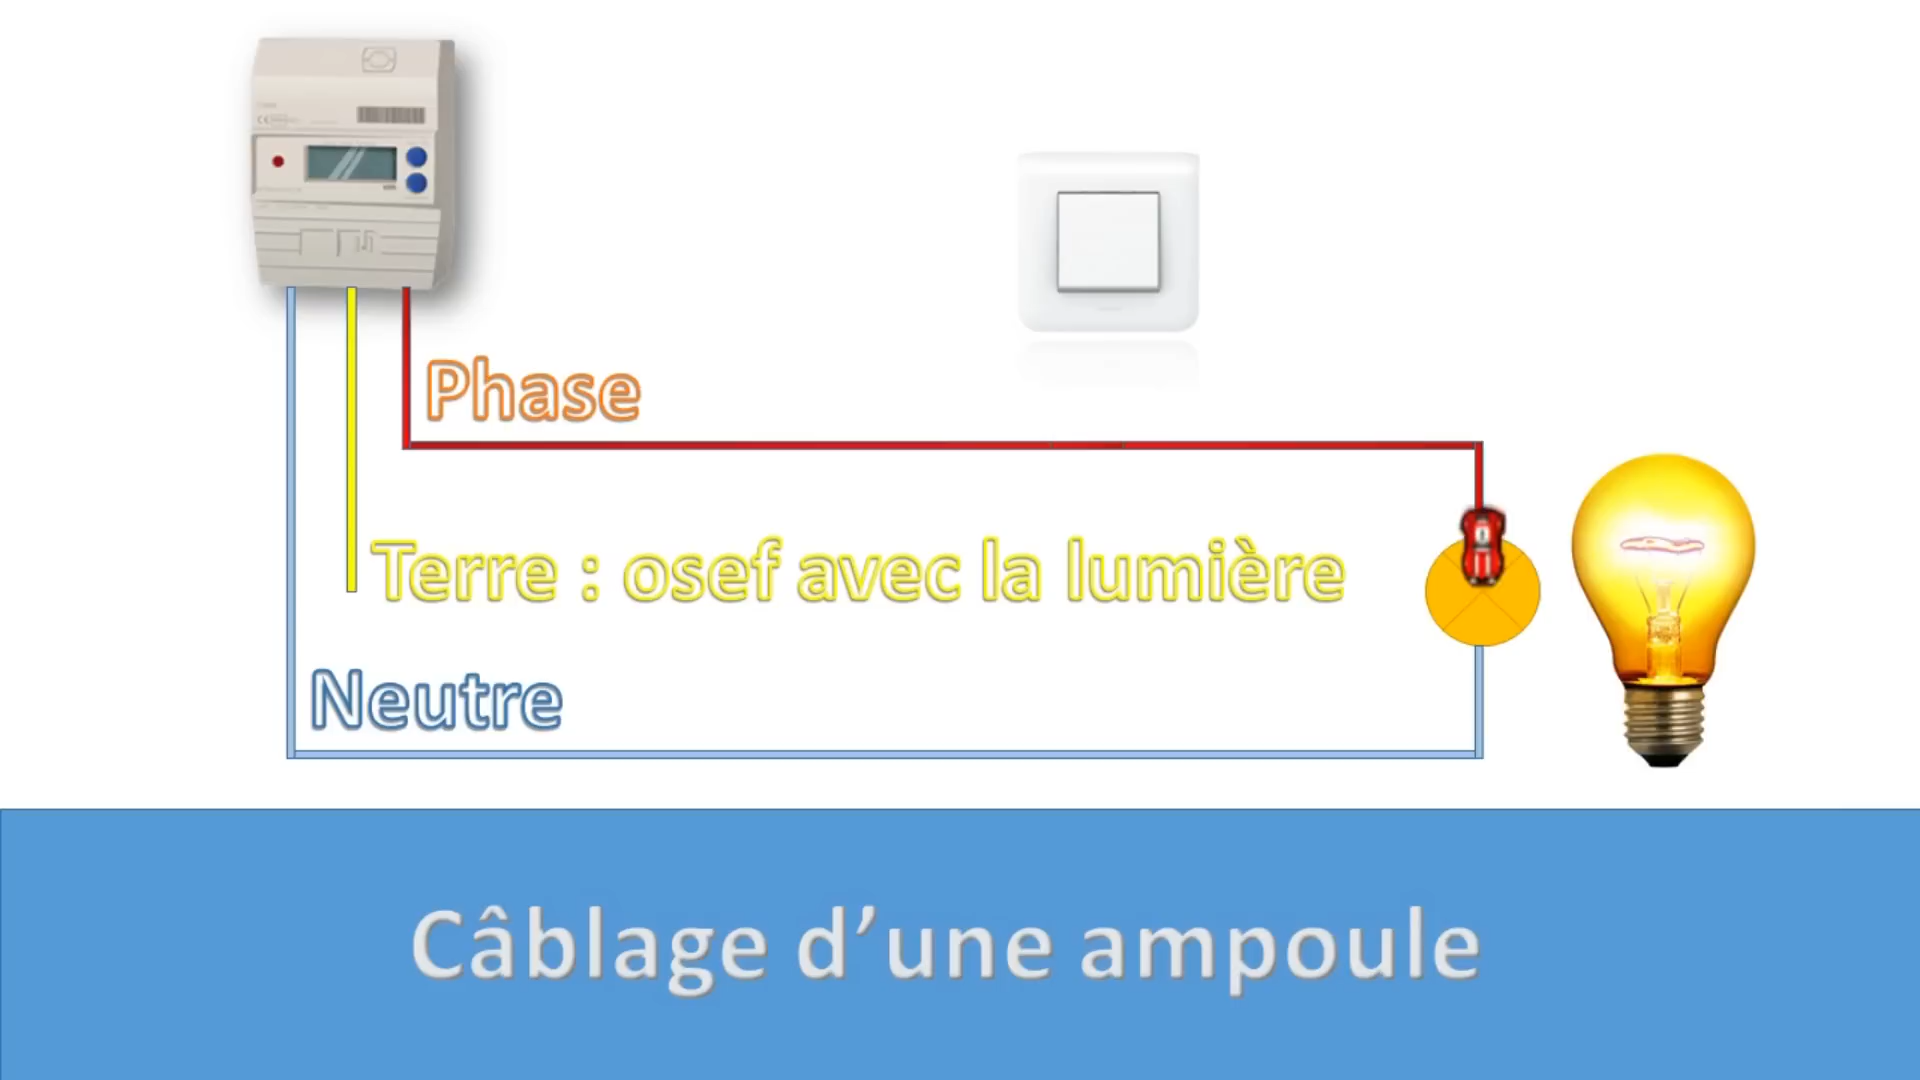 Phase
Terre : osef avec la lumière
Neutre
Câblage d’une ampoule